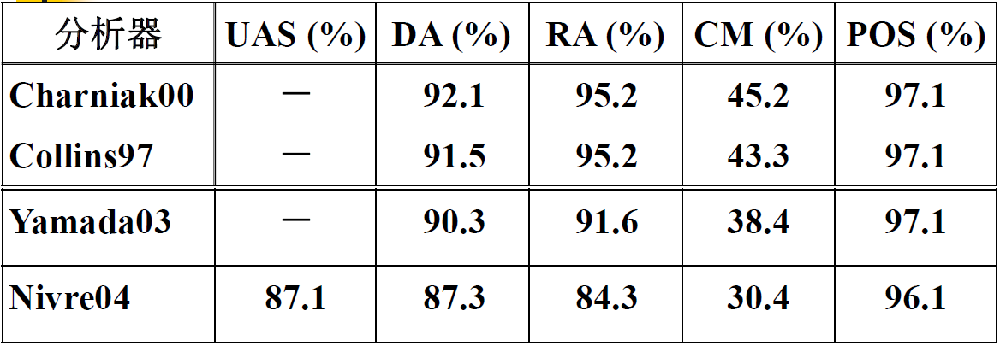 分析器 UAS (%) DA (%) RA (%) CM (%) POS (%)
Charniak00 － 92.1 95.2 45.2 97.1
Collins97 － 91.5 95.2 43.3 97.1
Yamada03 － 90.3 91.6 38.4 97.1
Nivre04 87.1 87.3 84.3 30.4 96.1